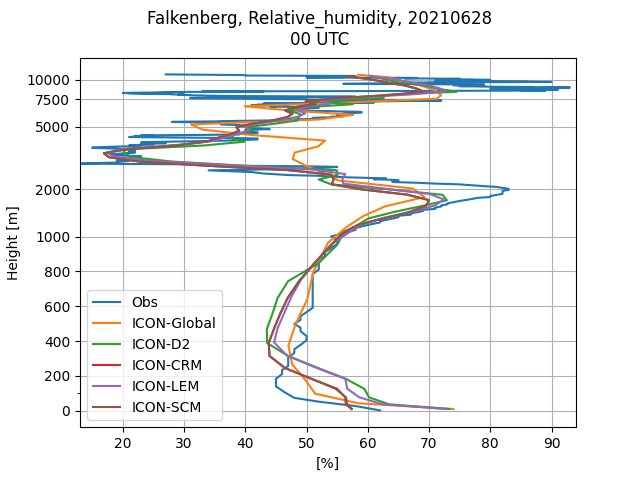 Falkenberg, Relative_humidity, 20210628
00 UTC
10000
7500
5000
2000
1000
800
600
400
200
0
Height [m]
Obs
ICON-Global
ICON-D2
ICON-CRM
ICON-LEM
ICON-SCM
20 30 40 50 60 70 80 90
[%]